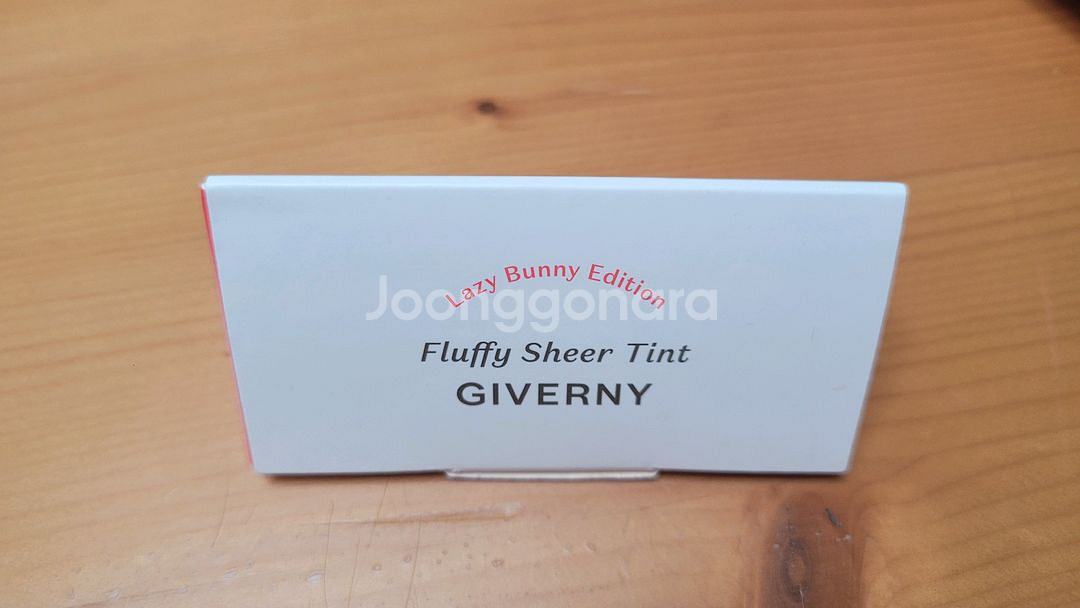 Lazy Bunny Edition
Joonggonara
Fluffy Sheer Tint
GIVERNY